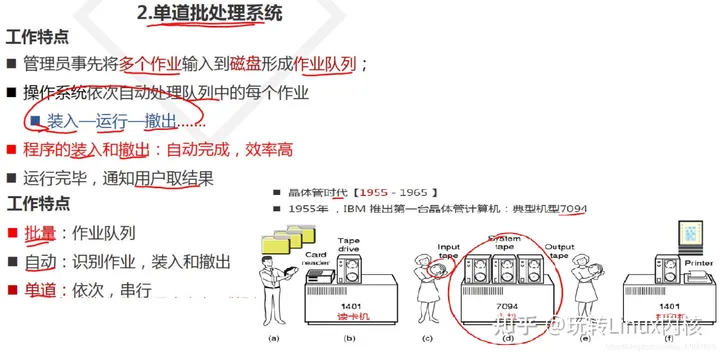 2.单道批处理系统
工作特点
■ 管理员事先将多个作业输入到磁盘形成作业队列；
■ 操作系统依次自动处理队列中的每个作业
■ 装入—运行—撤出……
■ 程序的装入和撤出：自动完成，效率高
■ 运行完毕，通知用户取结果
工作特点
■ 批量：作业队列
■ 自动：识别作业，装入和撤出
■ 单道：依次，串行
■ 晶体管时代【1955 - 1965 】
■ 1955年 ，IBM 推出第一台晶体管计算机：典型机型7094
Card reader
Tape drive
Input tape
System tape
Output tape
Printer
1401
读卡机
7094
1401
打印机
(a) (b) (c) (d) (e) (f)
知乎 @玩转Linux内核